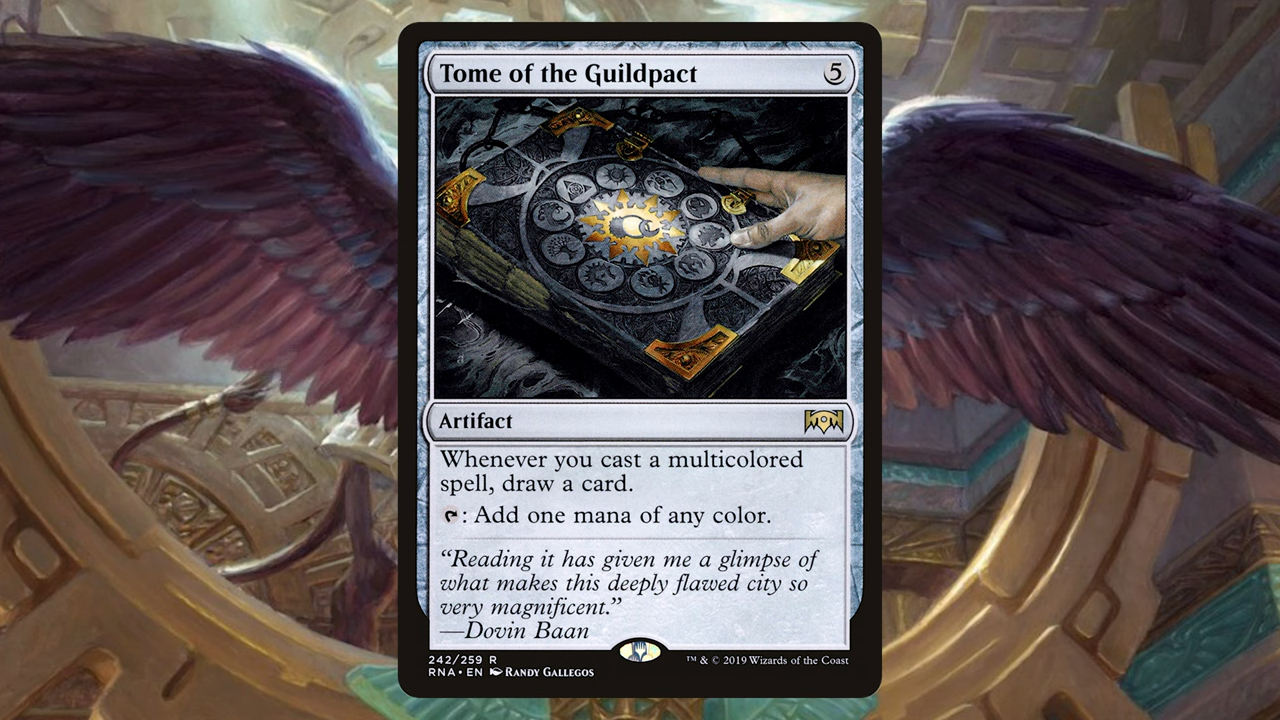 Tome of the Guildpact 5
Artifact
Whenever you cast a multicolored
spell, draw a card.
: Add one mana of any color.
“Reading it has given me a glimpse of
what makes this deeply flawed city so
very magnificent.”
—Dovin Baan
242/259 R
RNA • EN Randy Gallegos
™ & © 2019 Wizards of the Coast